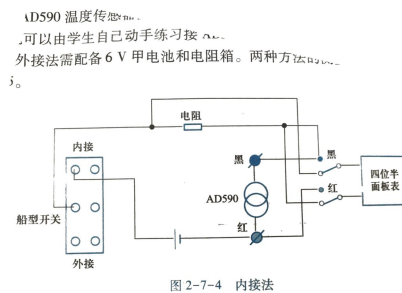 AD590 温度传感
可以由学生自己动手练习接
外接法需配备 6 V 甲电池和电阻箱。两种方法的
电阻
内接
黑
黑
AD590
红
四位半
面板表
船型开关
红
外接
图 2-7-4 内接法